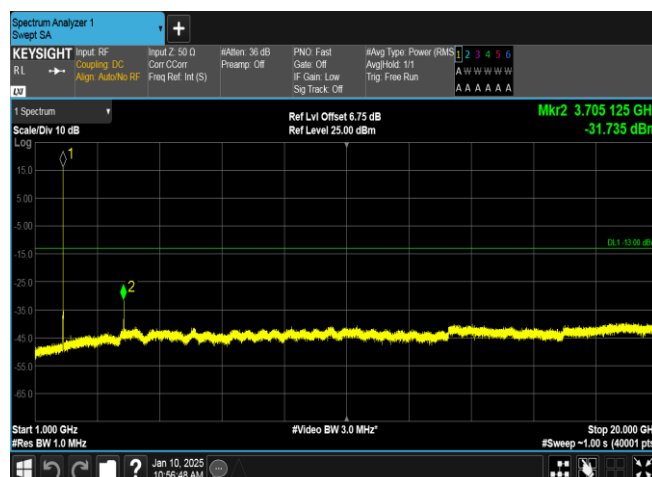 Spectrum Analyzer 1
Swept SA
+
KEYSIGHT
RL
LXI
Input: RF
Coupling: DC
Align: Auto/No RF
Input Z: 50 Ω
Corr CCorr
Freq Ref: Int (S)
#Atten: 36 dB
Preamp: Off
PNO: Fast
Gate: Off
IF Gain: Low
Sig Track: Off
#Avg Type: Power (RMS
Avg|Hold: 1/1
Trig: Free Run
1 2 3 4 5 6
A W W W W W
A A A A A A
1 Spectrum
Scale/Div 10 dB
Log
Ref Lvl Offset 6.75 dB
Ref Level 25.00 dBm
Mkr2 3.705 125 GH
-31.735 dBr
1
15.0
5.00
-5.00
DL1 -13.00 dB
-15.0
-25.0
2
-35.0
-45.0
-55.0
-65.0
Start 1.000 GHz
#Res BW 1.0 MHz
#Video BW 3.0 MHz*
Stop 20.000 GH
#Sweep ~1.00 s (40001 pts
?
Jan 10, 2025
10:56:48 AM